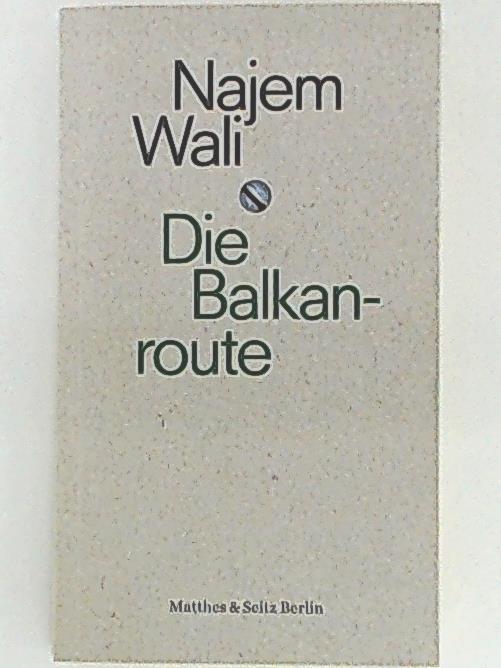 Najem
Wali
Die
Balkan-
route
Matthes & Seitz Berlin